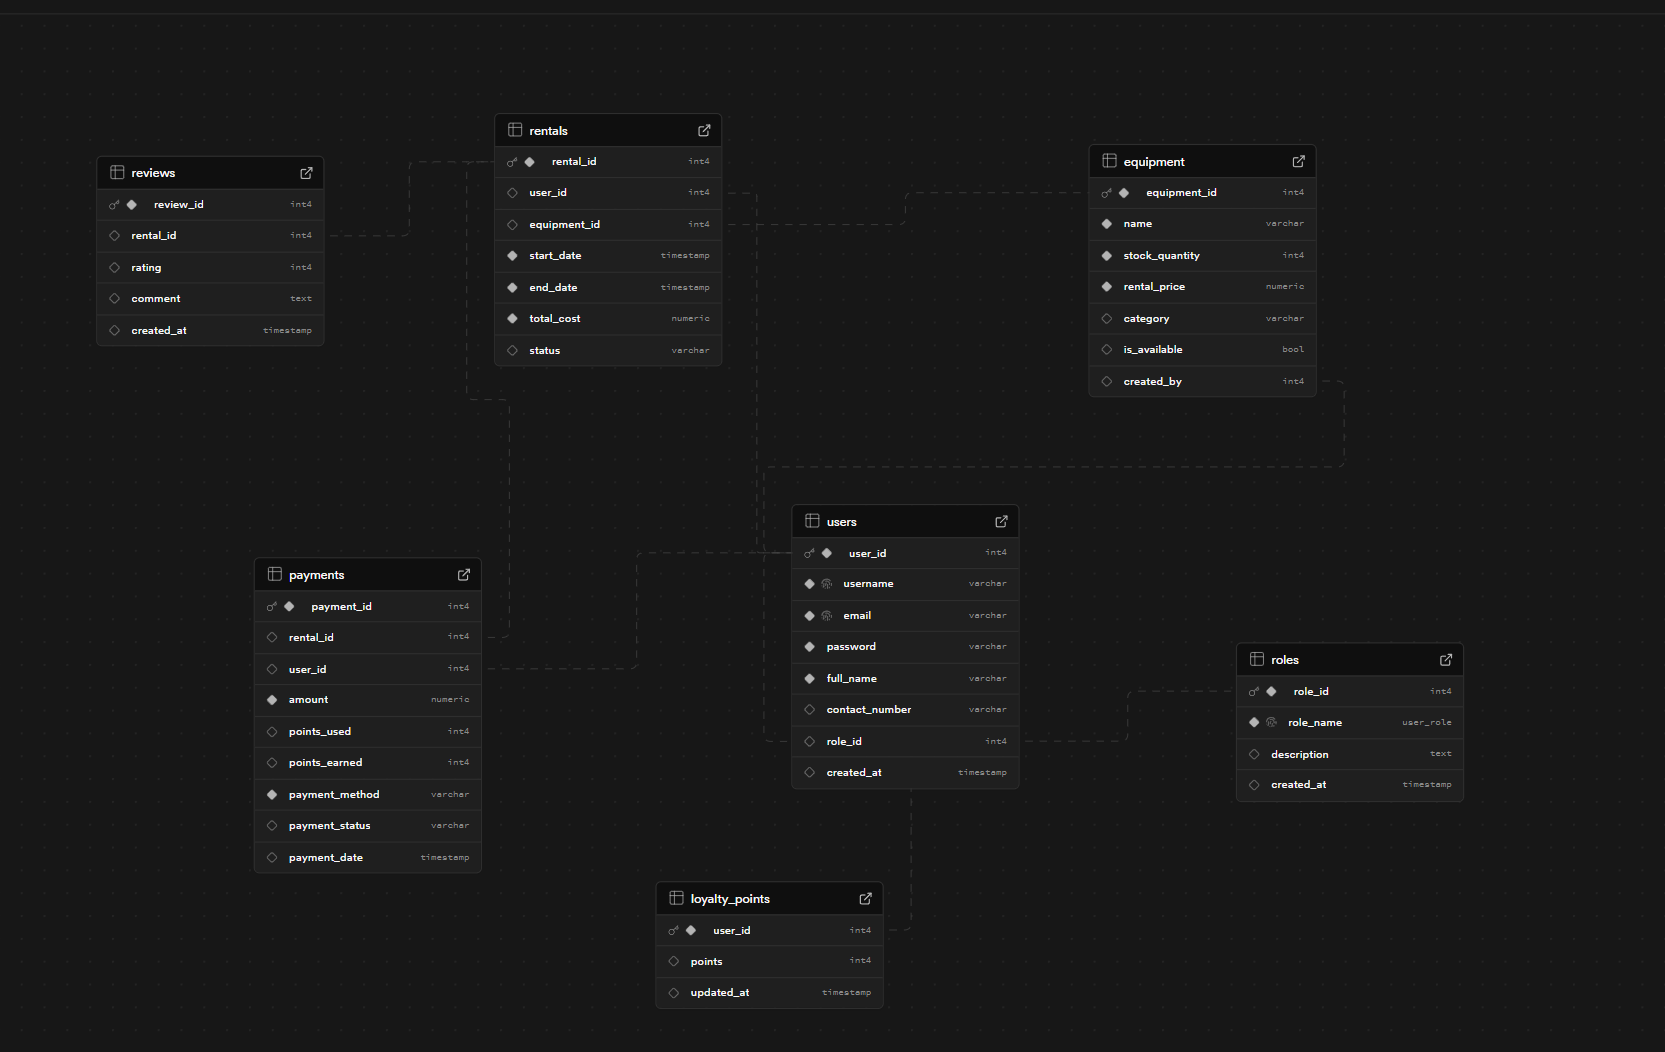 reviews
review_id int4
rental_id int4
rating int4
comment text
created_at timestamp
rentals
rental_id int4
user_id int4
equipment_id int4
start_date timestamp
end_date timestamp
total_cost numeric
status varchar
equipment
equipment_id int4
name varchar
stock_quantity int4
rental_price numeric
category varchar
is_available bool
created_by int4
payments
payment_id int4
rental_id int4
user_id int4
amount numeric
points_used int4
points_earned int4
payment_method varchar
payment_status varchar
payment_date timestamp
users
user_id int4
username varchar
email varchar
password varchar
full_name varchar
contact_number varchar
role_id int4
created_at timestamp
roles
role_id int4
role_name user_role
description text
created_at timestamp
loyalty_points
user_id int4
points int4
updated_at timestamp